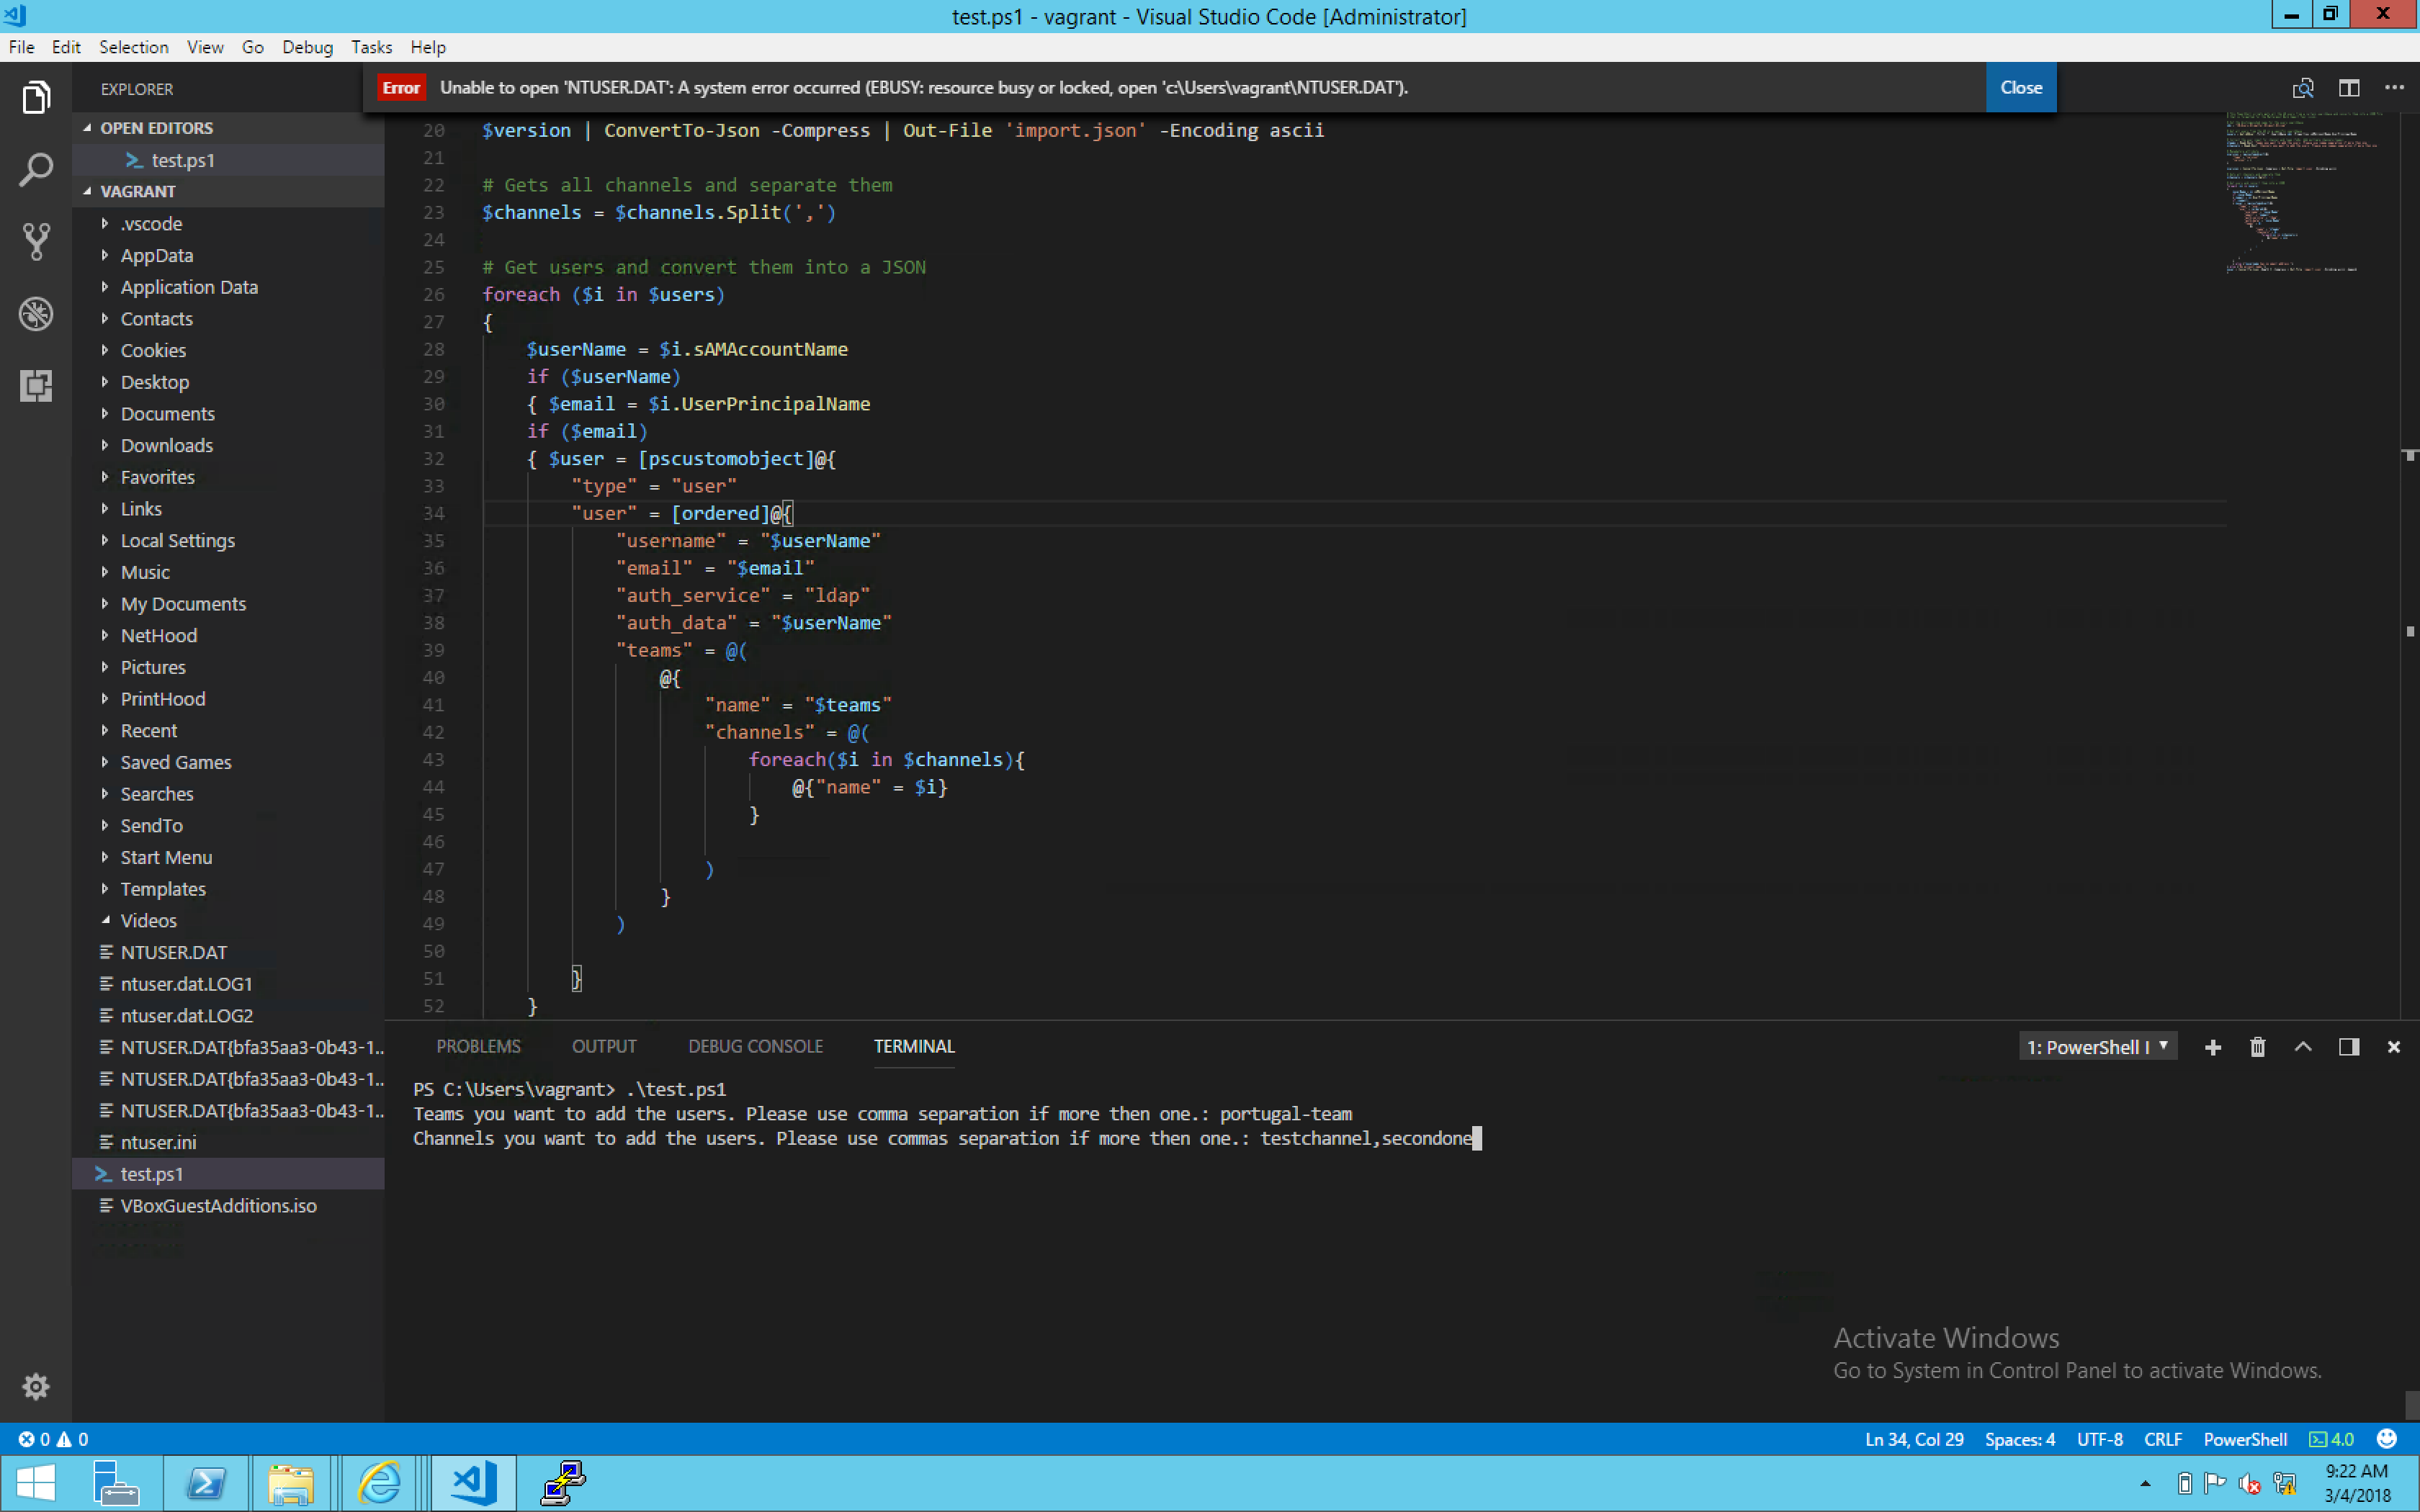 test.ps1 - vagrant - Visual Studio Code [Administrator]
File Edit Selection View Go Debug Tasks Help
EXPLORER
Error Unable to open 'NTUSER.DAT': A system error occurred (EBUSY: resource busy or locked, open 'c:\Users\vagrant\NTUSER.DAT').
Close
OPEN EDITORS
test.ps1
VAGRANT
.vscode
AppData
Application Data
Contacts
Cookies
Desktop
Documents
Downloads
Favorites
Links
Local Settings
Music
My Documents
NetHood
Pictures
PrintHood
Recent
Saved Games
Searches
SendTo
Start Menu
Templates
Videos
NTUSER.DAT
ntuser.dat.LOG1
ntuser.dat.LOG2
NTUSER.DAT{bfa35aa3-0b43-1..
NTUSER.DAT{bfa35aa3-0b43-1..
NTUSER.DAT{bfa35aa3-0b43-1..
ntuser.ini
test.ps1
VBoxGuestAdditions.iso
20 $version | ConvertTo-Json -Compress | Out-File 'import.json' -Encoding ascii
21
22 # Gets all channels and separate them
23 $channels = $channels.Split(',')
24
25 # Get users and convert them into a JSON
26 foreach ($i in $users)
27 {
28 $userName = $i.sAMAccountName
29 if ($userName)
30 { $email = $i.UserPrincipalName
31 if ($email)
32 { $user = [pscustomobject]@{
33 "type" = "user"
34 "user" = [ordered]@{
35 "username" = "$userName"
36 "email" = "$email"
37 "auth_service" = "ldap"
38 "auth_data" = "$userName"
39 "teams" = @(
40 @{
41 "name" = "$teams"
42 "channels" = @(
43 foreach($i in $channels){
44 @{"name" = $i}
45 }
46
47 )
48 }
49 )
50
51 }
52 }
PROBLEMS OUTPUT DEBUG CONSOLE TERMINAL
1: PowerShell I
PS C:\Users\vagrant> .\test.ps1
Teams you want to add the users. Please use comma separation if more then one.: portugal-team
Channels you want to add the users. Please use commas separation if more then one.: testchannel,secondone
Activate Windows
Go to System in Control Panel to activate Windows.
0 0
Ln 34, Col 29 Spaces: 4 UTF-8 CRLF PowerShell 4.0
9:22 AM
3/4/2018